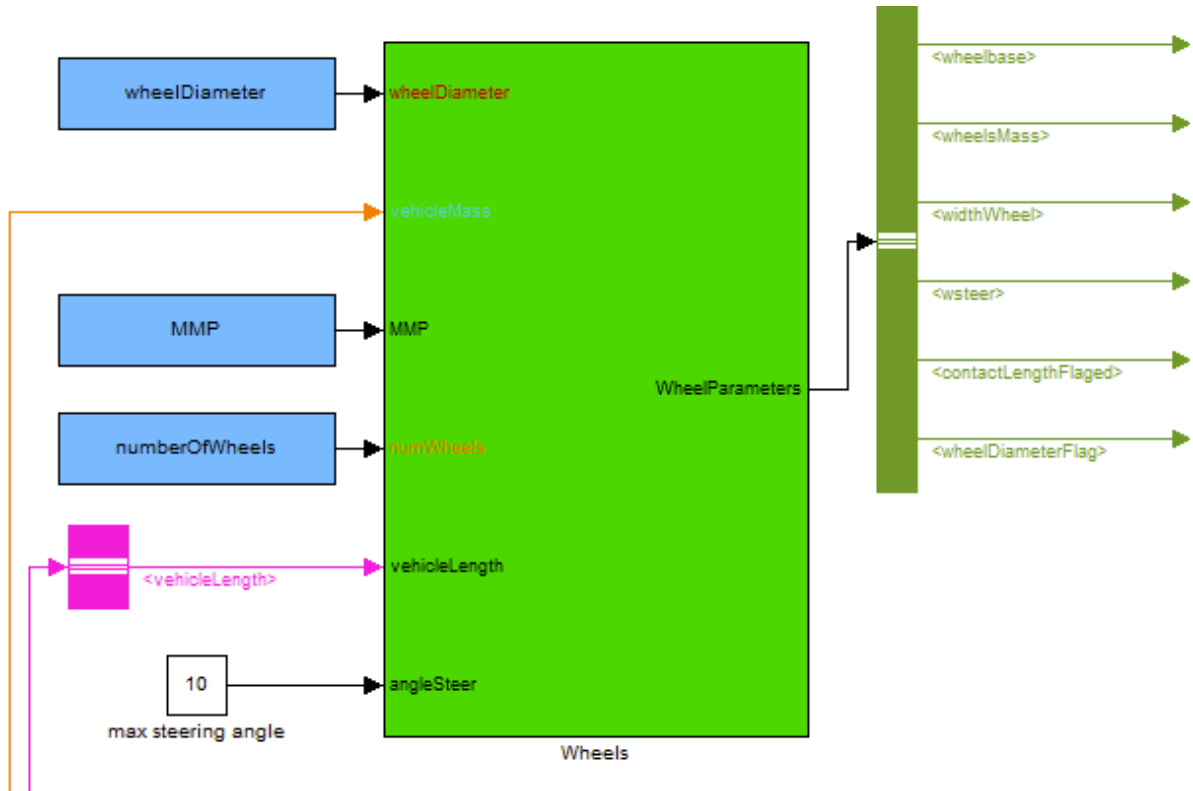 wheelDiameter
MMP
numberOfWheels
<vehicleLength>
10
max steering angle
wheelDiameter
vehicleMass
MMP
numWheels
vehicleLength
angleSteer
WheelParameters
Wheels
<wheelbase>
<wheelsMass>
<widthWheel>
<wsteer>
<contactLengthFlaged>
<wheelDiameterFlag>